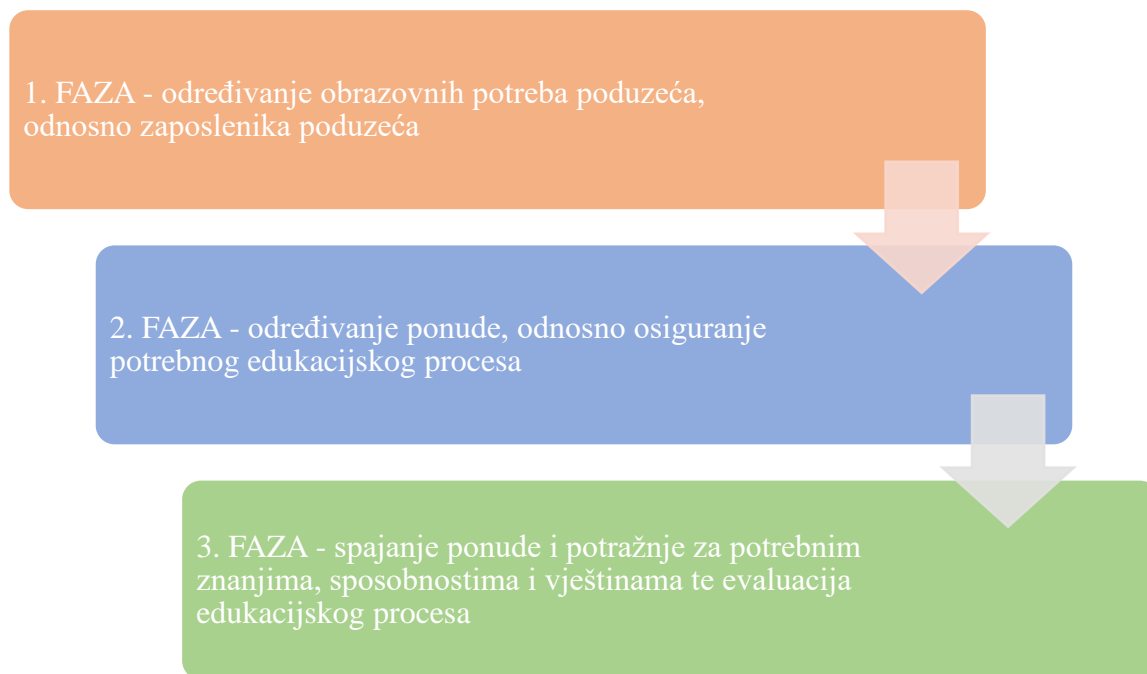 1. FAZA - određivanje obrazovnih potreba poduzeća,
odnosno zaposlenika poduzeća
2. FAZA - određivanje ponude, odnosno osiguranje
potrebnog edukacijskog procesa
3. FAZA - spajanje ponude i potražnje za potrebnim
znanjima, sposobnostima i vještinama te evaluacija
edukacijskog procesa